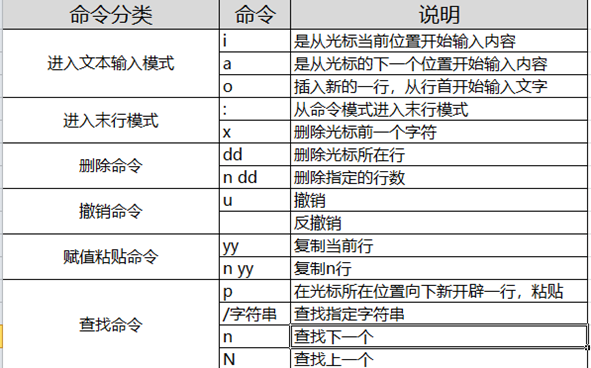 命令分类 命令 说明
进入文本输入模式 i 是从光标当前位置开始输入内容
a 是从光标的下一个位置开始输入内容
o 插入新的一行，从行首开始输入文字
进入末行模式 : 从命令模式进入末行模式
x 删除光标前一个字符
删除命令 dd 删除光标所在行
n dd 删除指定的行数
撤销命令 u 撤销
反撤销
赋值粘贴命令 yy 复制当前行
n yy 复制n行
查找命令 p 在光标所在位置向下新开辟一行，粘贴
/字符串 查找指定字符串
n 查找下一个
N 查找上一个